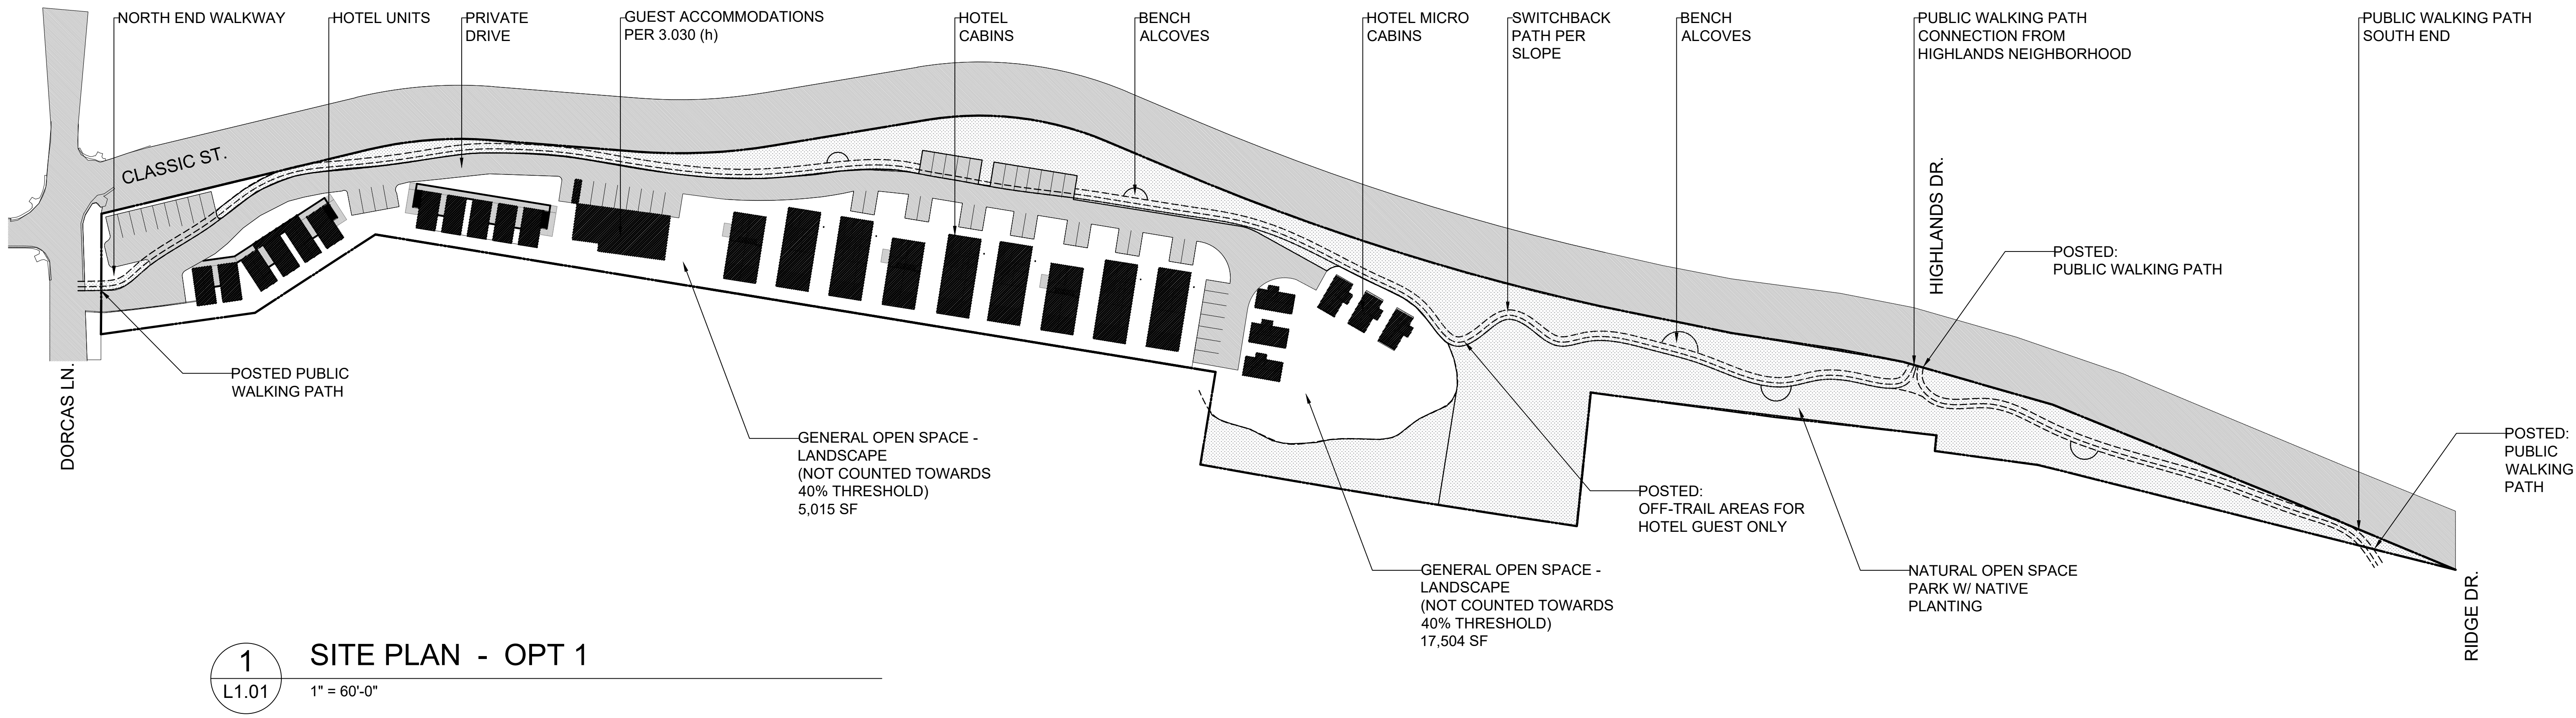 NORTH END WALKWAY
HOTEL UNITS
PRIVATE
DRIVE
GUEST ACCOMMODATIONS
PER 3.030 (h)
HOTEL
CABINS
BENCH
ALCOVES
HOTEL MICRO
CABINS
SWITCHBACK
PATH PER
SLOPE
BENCH
ALCOVES
PUBLIC WALKING PATH
CONNECTION FROM
HIGHLANDS NEIGHBORHOOD
PUBLIC WALKING PATH
SOUTH END
CLASSIC ST.
HIGHLANDS DR.
POSTED:
PUBLIC WALKING PATH
POSTED PUBLIC
WALKING PATH
DORCAS LN.
GENERAL OPEN SPACE -
LANDSCAPE
(NOT COUNTED TOWARDS
40% THRESHOLD)
5,015 SF
POSTED:
OFF-TRAIL AREAS FOR
HOTEL GUEST ONLY
POSTED:
PUBLIC
WALKING
PATH
GENERAL OPEN SPACE -
LANDSCAPE
(NOT COUNTED TOWARDS
40% THRESHOLD)
17,504 SF
NATURAL OPEN SPACE
PARK W/ NATIVE
PLANTING
RIDGE DR.
1
L1.01
SITE PLAN - OPT 1
1" = 60'-0"